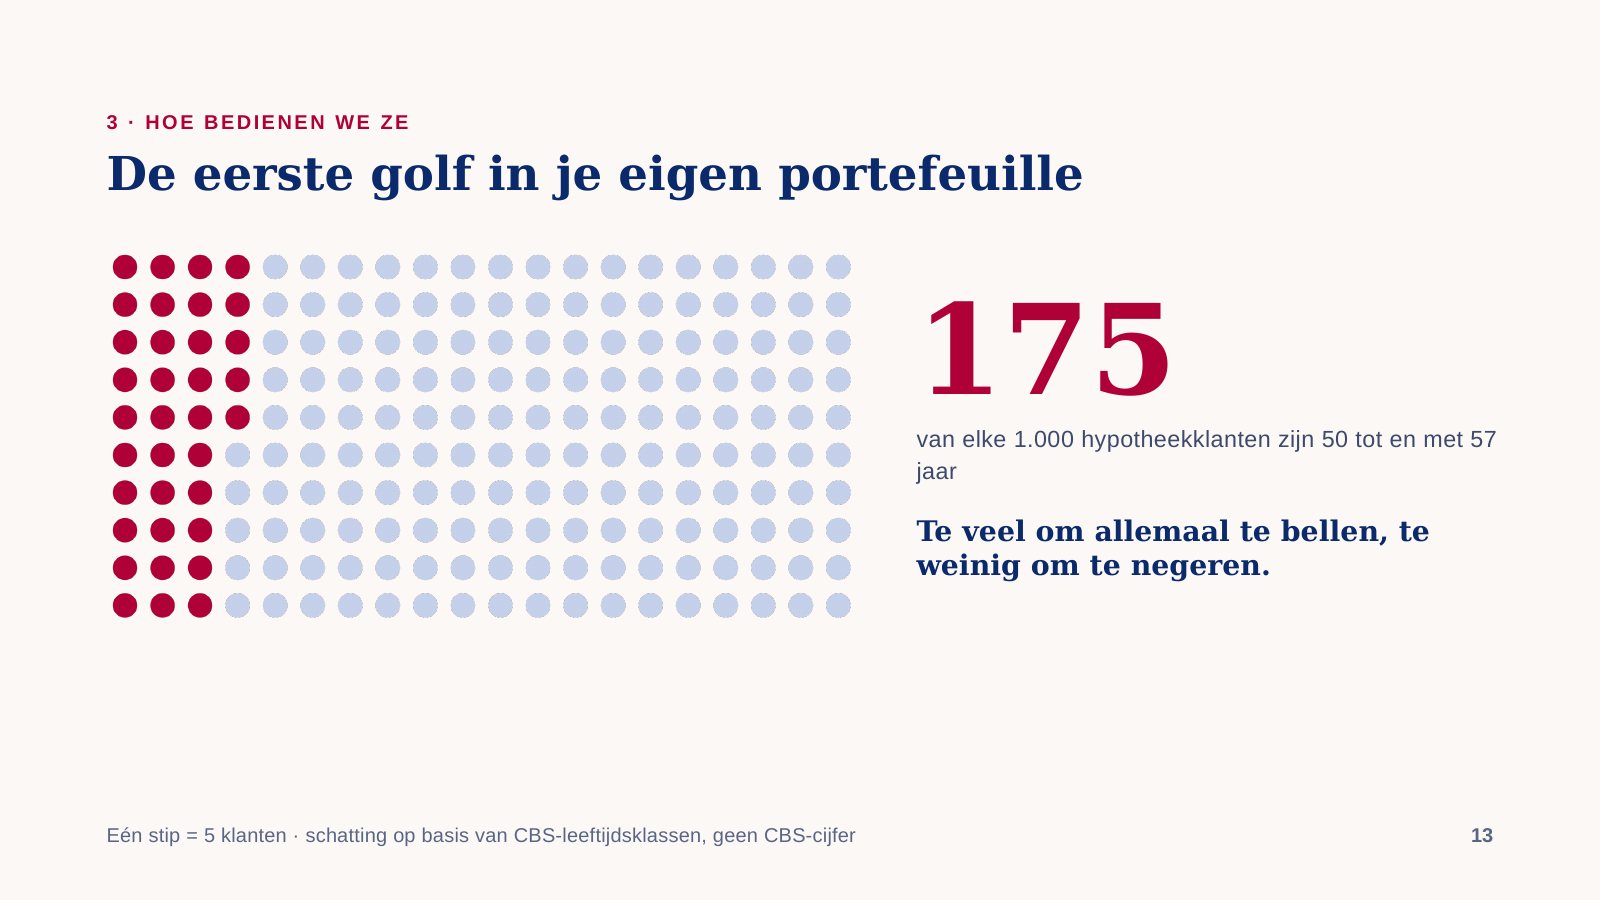 3 · HOE BEDIENEN WE ZE
De eerste golf in je eigen portefeuille
175
van elke 1.000 hypotheekklanten zijn 50 tot en met 57
jaar
Te veel om allemaal te bellen, te
weinig om te negeren.
Eén stip = 5 klanten · schatting op basis van CBS-leeftijdsklassen, geen CBS-cijfer
13